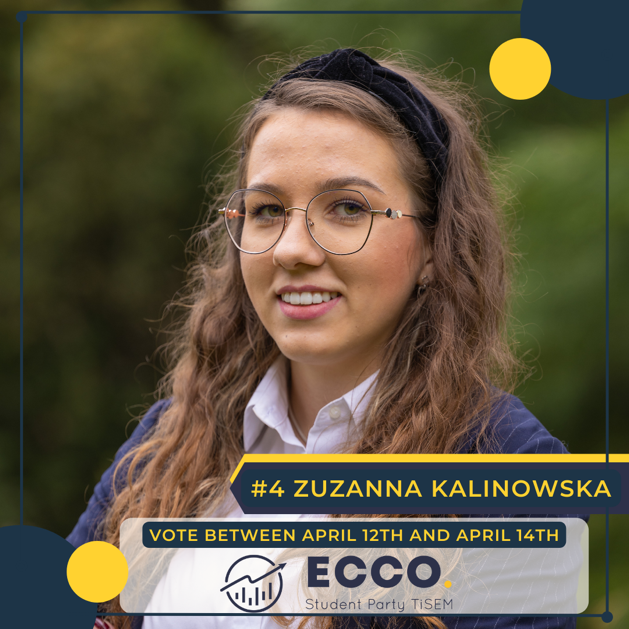 #4 ZUZANNA KALINOWSKA
VOTE BETWEEN APRIL 12TH AND APRIL 14TH
ECCO.
Student Party TiSEM